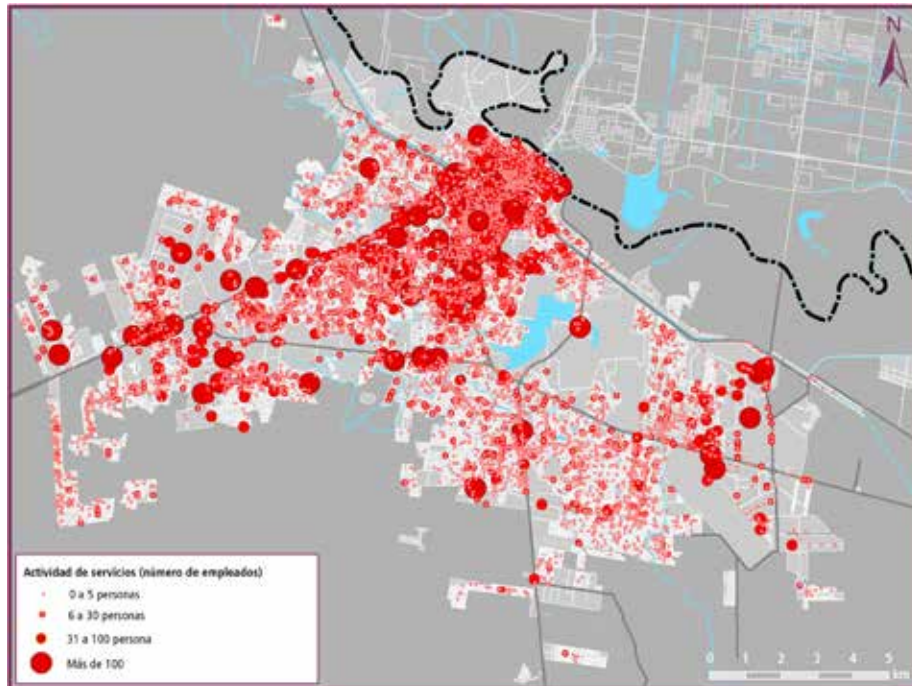 N
Actividad de servicios (número de empleados)
0 a 5 personas
6 a 30 personas
31 a 100 persona
Más de 100
0 1 2 3 4 5
km